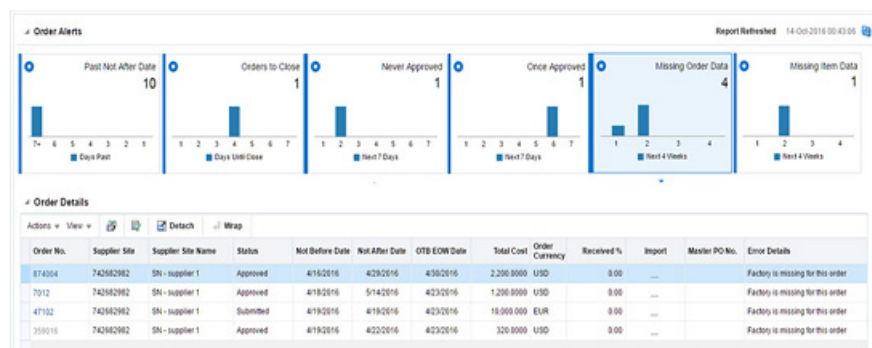 Order Alerts
Report Refreshed 14-Oct-2016 00:43:06
Past Not After Date
10
7+ 6 5 4 3 2 1
Days Past
Orders to Close
1
1 2 3 4 5 6 7
Days Until Close
Never Approved
1
1 2 3 4 5 6 7
Next 7 Days
Once Approved
1
1 2 3 4 5 6 7
Next 7 Days
Missing Order Data
4
1 2 3 4
Next 4 Weeks
Missing Item Data
1
1 2 3 4
Next 4 Weeks
Order Details
Actions View Detach Wrap
Order No. Supplier Site Supplier Site Name Status Not Before Date Not After Date OTB EOW Date Total Cost Order Currency Received % Import Master PO No. Error Details
874004 742682982 SN - supplier 1 Approved 4/16/2016 4/29/2016 4/30/2016 2,200.0000 USD 0.00 ... Factory is missing for this order
7012 742682982 SN - supplier 1 Approved 4/18/2016 5/14/2016 4/23/2016 1,200.0000 USD 0.00 ... Factory is missing for this order
47102 742682982 SN - supplier 1 Submitted 4/19/2016 4/19/2016 4/23/2016 10,000.000 EUR 0.00 ... Factory is missing for this order
359016 742682982 SN - supplier 1 Approved 4/19/2016 4/22/2016 4/23/2016 320.0000 USD 0.00 ... Factory is missing for this order